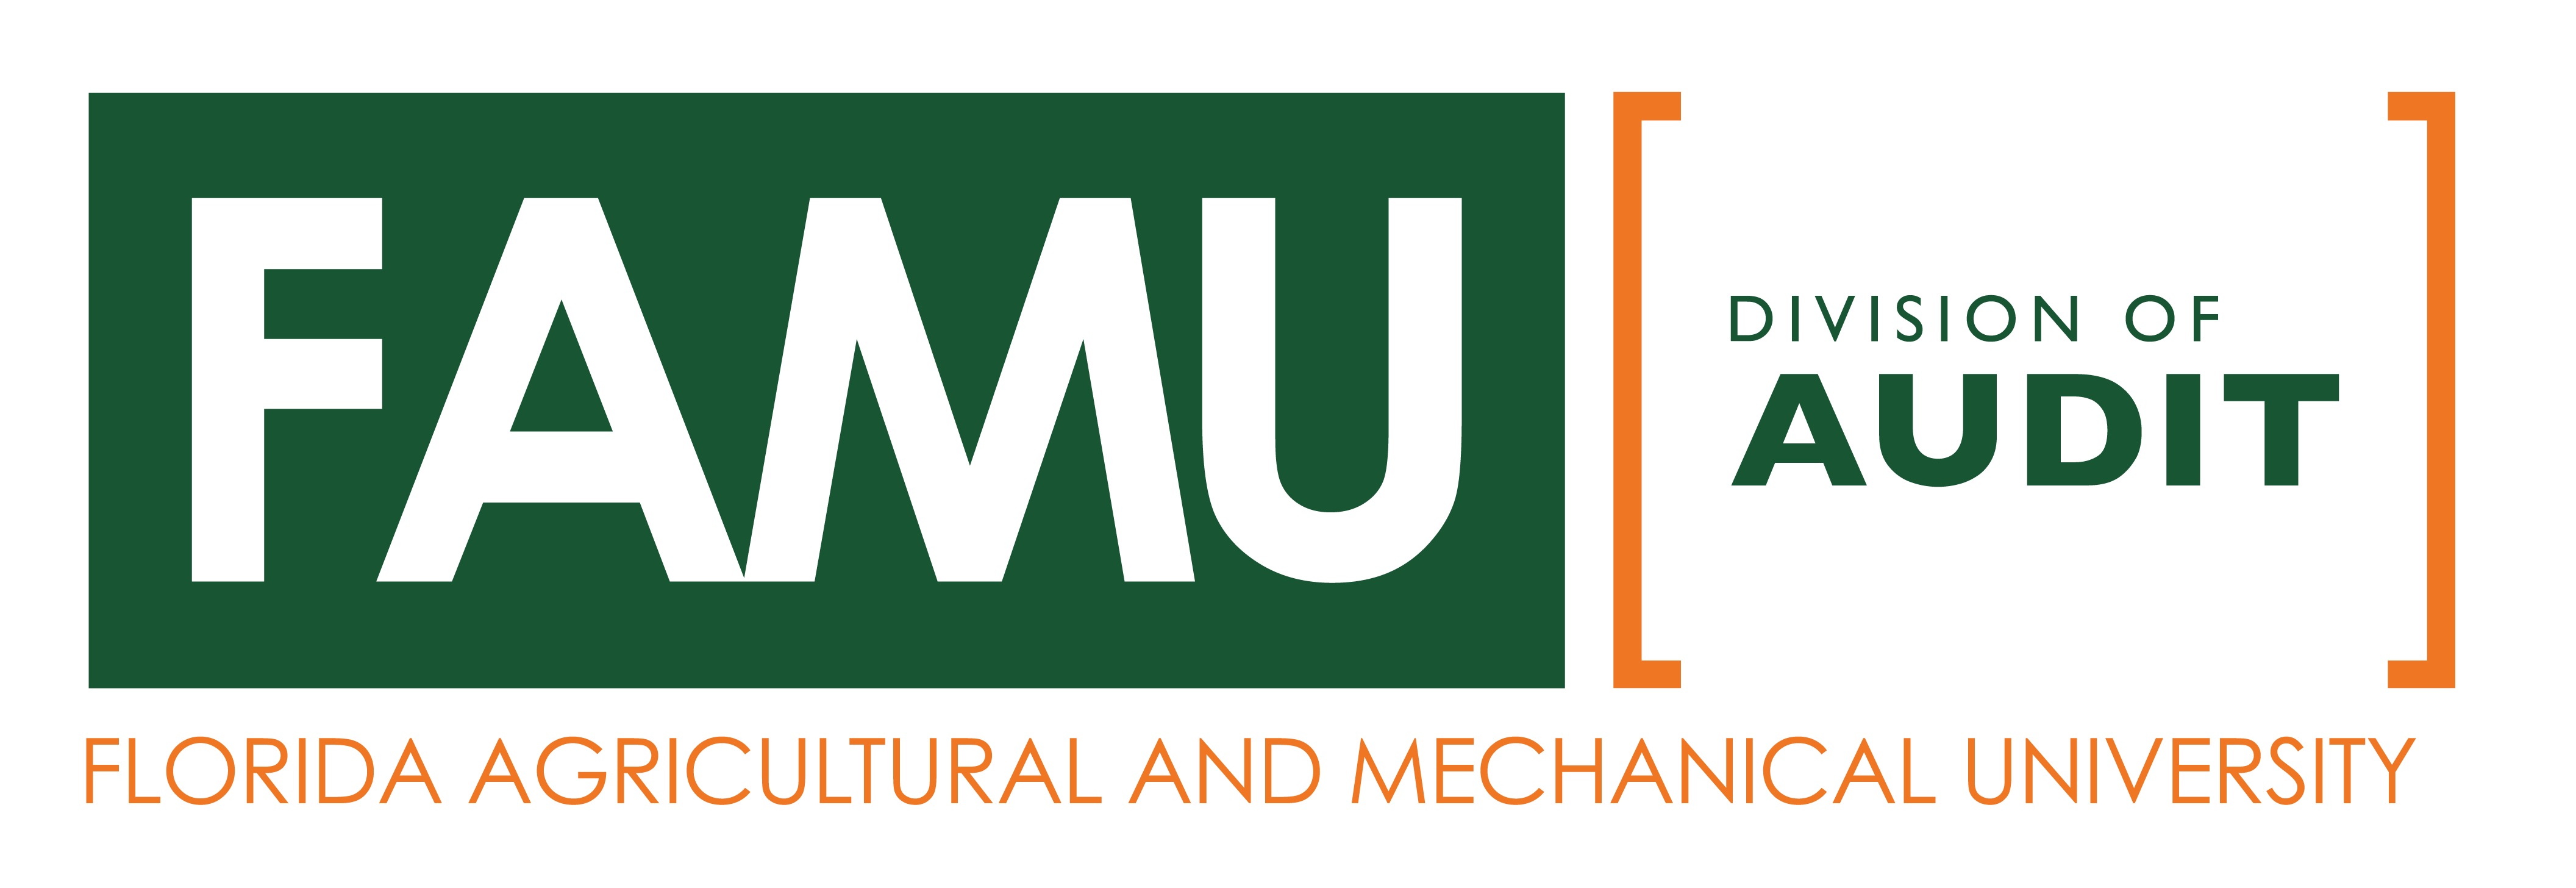 FAMU
DIVISION OF
AUDIT
FLORIDA AGRICULTURAL AND MECHANICAL UNIVERSITY